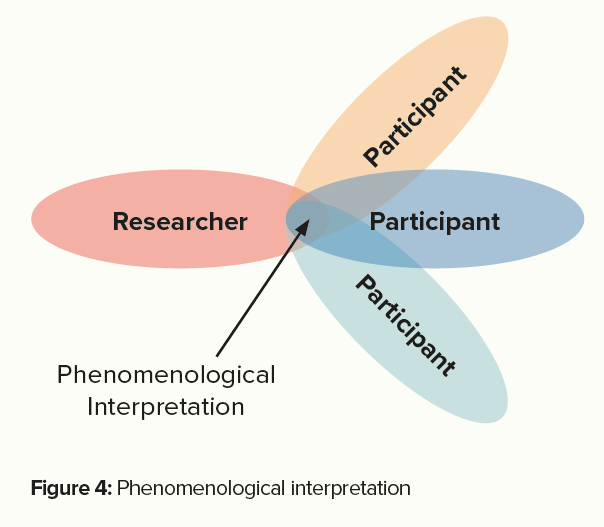 Participant
Researcher
Participant
Participant
Phenomenological
Interpretation
Figure 4: Phenomenological interpretation